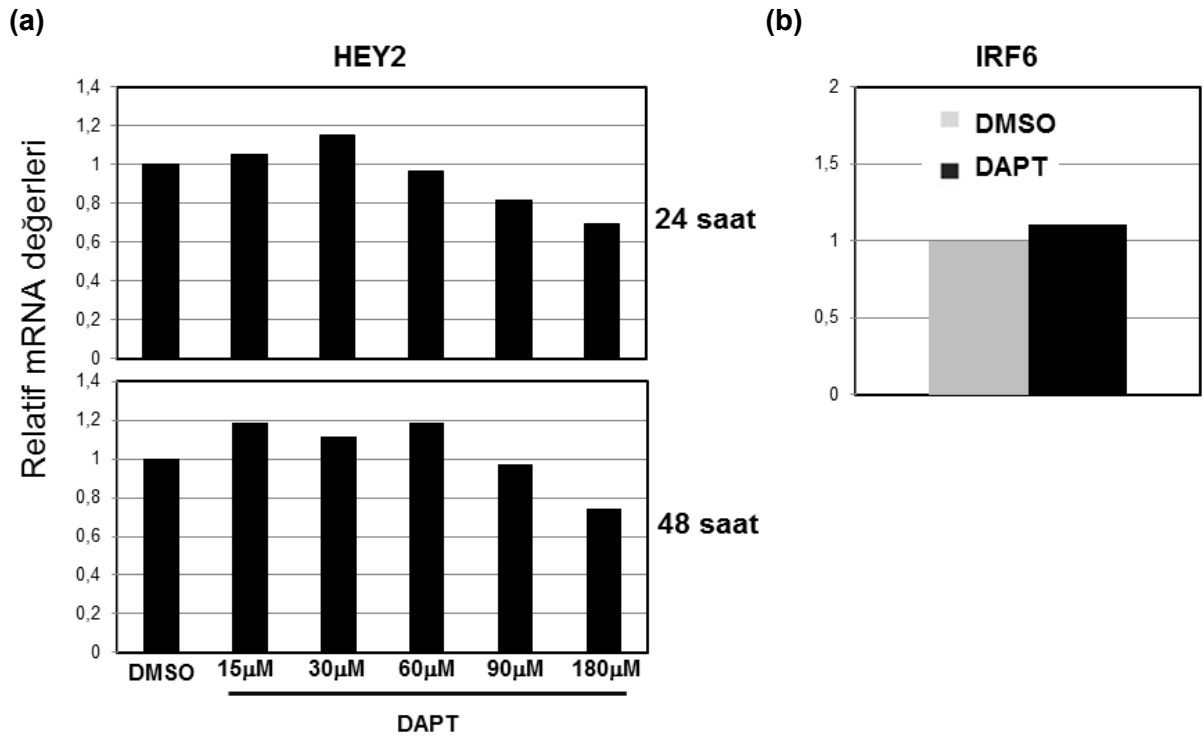 (a)
HEY2
Relatif mRNA değerleri
1,4
1,2
1
0,8
0,6
0,4
0,2
0
24 saat
1,4
1,2
1
0,8
0,6
0,4
0,2
0
48 saat
DMSO 15µM 30µM 60µM 90µM 180µM
DAPT
(b)
IRF6
2
1,5
1
0,5
0
DMSO
DAPT